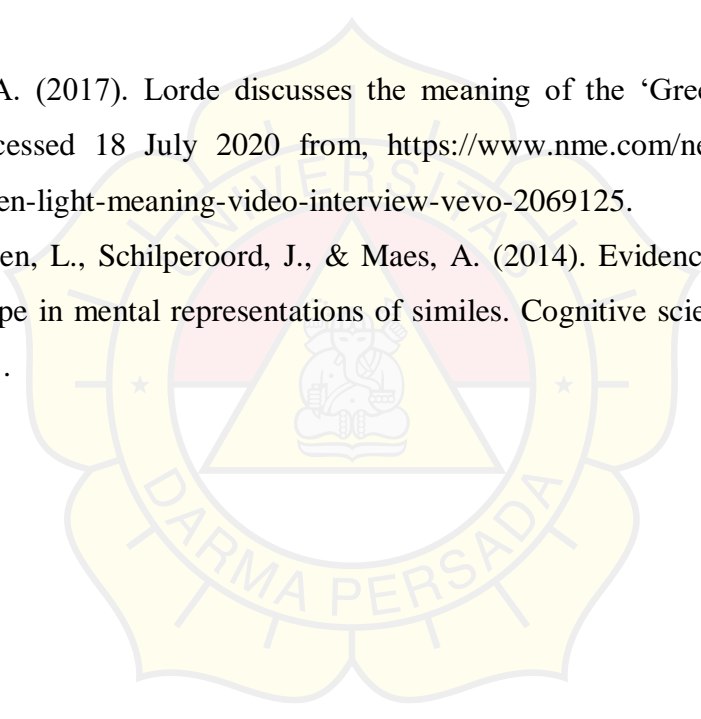 A. (2017). Lorde discusses the meaning of the ‘Gree
cessed 18 July 2020 from, https://www.nme.com/ne
en-light-meaning-video-interview-vevo-2069125.
en, L., Schilperoord, J., & Maes, A. (2014). Evidenc
pe in mental representations of similes. Cognitive scie
.
UNIVERSITAS
DARMA PERSADA